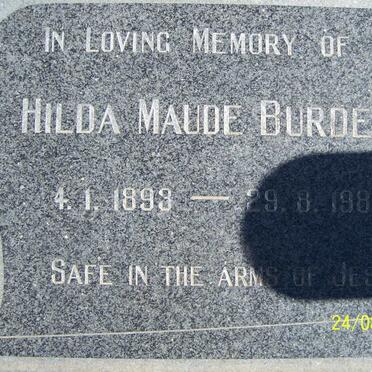 IN LOVING MEMORY OF
HILDA MAUDE BURDE
4.1.1893 — 29.8.198
SAFE IN THE ARMS OF JES
24/0